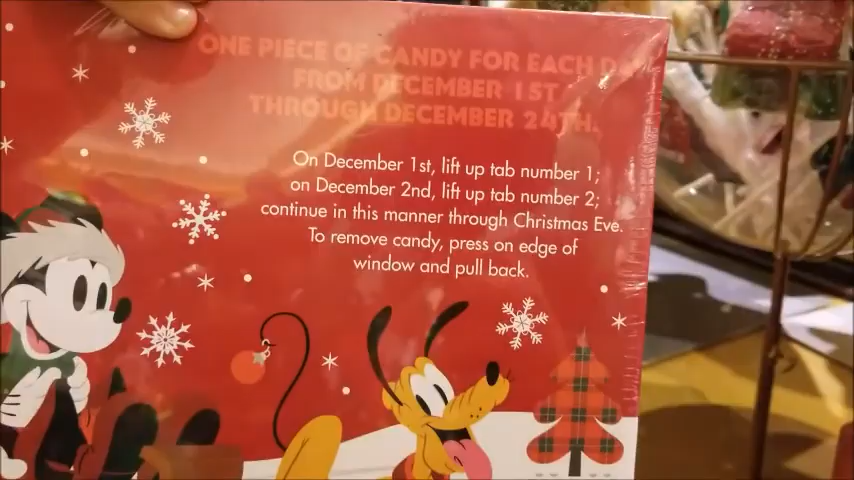 ONE PIECE OF CANDY FOR EACH DAY
FROM DECEMBER 1ST
THROUGH DECEMBER 24TH.
On December 1st, lift up tab number 1;
on December 2nd, lift up tab number 2;
continue in this manner through Christmas Eve.
To remove candy, press on edge of
window and pull back.